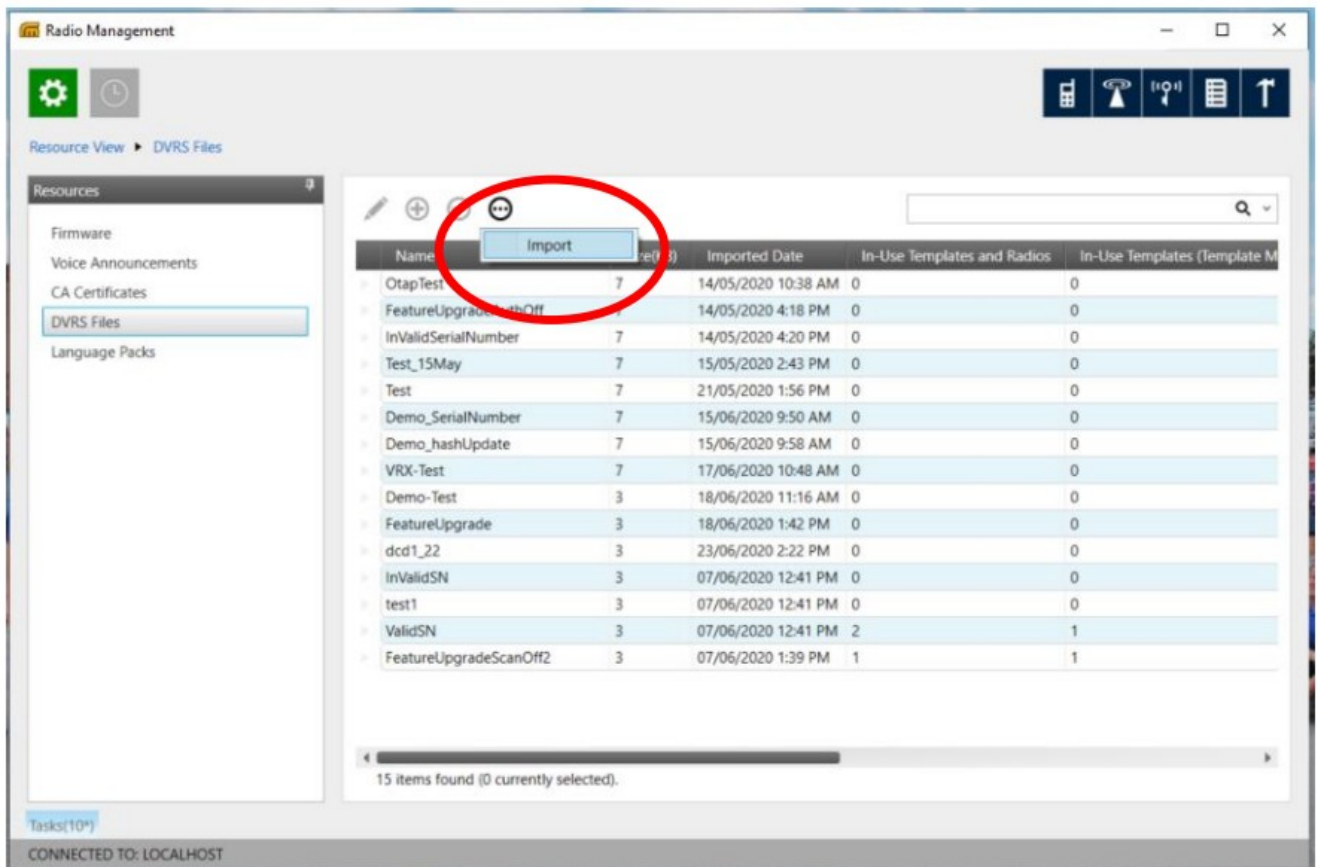 Radio Management
Resource View ▸ DVRS Files
Resources
Firmware
Voice Announcements
CA Certificates
DVRS Files
Language Packs
Import
Name Imported Date In-Use Templates and Radios In-Use Templates (Template M
OtapTest 7 14/05/2020 10:38 AM 0 0
14/05/2020 4:18 PM 0 0
InValidSerialNumber 7 14/05/2020 4:20 PM 0 0
Test_15May 7 15/05/2020 2:43 PM 0 0
Test 7 21/05/2020 1:56 PM 0 0
Demo_SerialNumber 7 15/06/2020 9:50 AM 0 0
Demo_hashUpdate 7 15/06/2020 9:58 AM 0 0
VRX-Test 7 17/06/2020 10:48 AM 0 0
Demo-Test 3 18/06/2020 11:16 AM 0 0
FeatureUpgrade 3 18/06/2020 1:42 PM 0 0
dcd1_22 3 23/06/2020 2:22 PM 0 0
InValidSN 3 07/06/2020 12:41 PM 0 0
test1 3 07/06/2020 12:41 PM 0 0
ValidSN 3 07/06/2020 12:41 PM 2 1
FeatureUpgradeScanOff2 3 07/06/2020 1:39 PM 1 1
15 items found (0 currently selected).
Tasks(10*)
CONNECTED TO: LOCALHOST